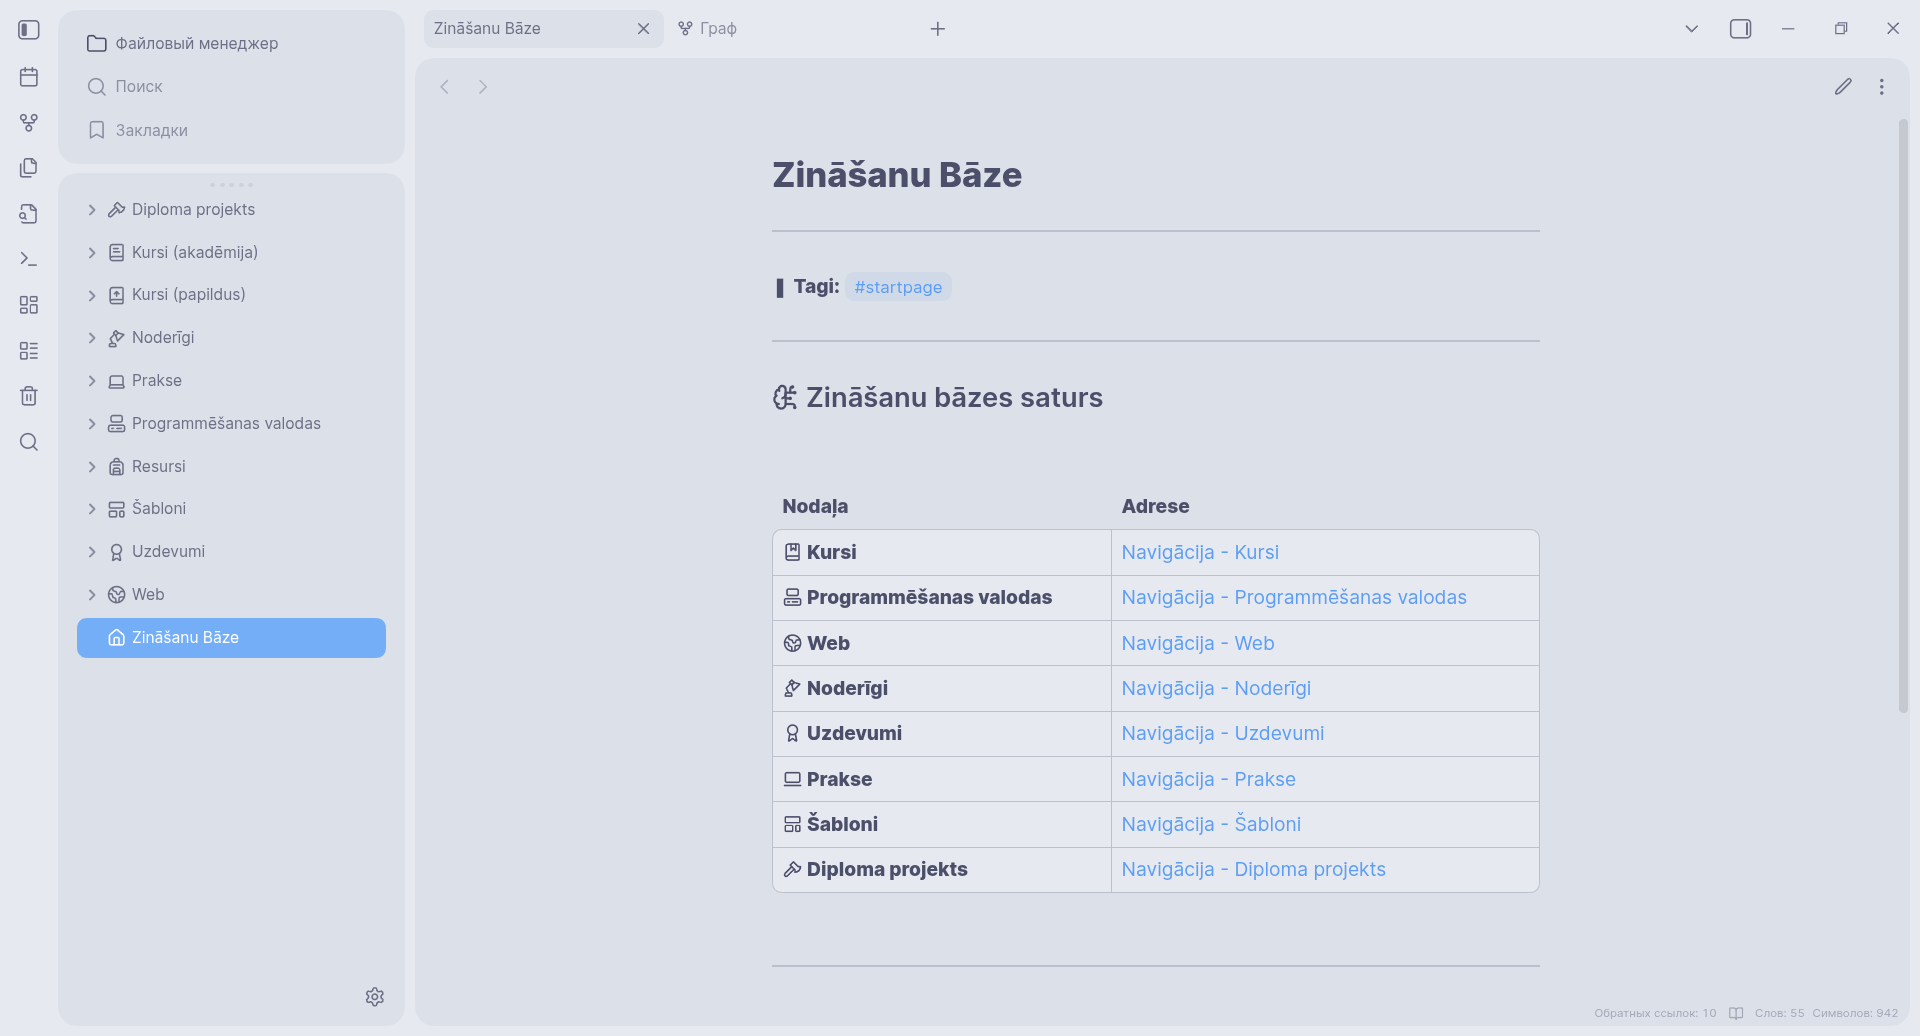 Файловый менеджер
Поиск
Закладки
Diploma projekts
Kursi (akadēmija)
Kursi (papildus)
Noderīgi
Prakse
Programmēšanas valodas
Resursi
Šabloni
Uzdevumi
Web
Zināšanu Bāze
Zināšanu Bāze
Граф
Zināšanu Bāze
Tagi: #startpage
Zināšanu bāzes saturs
Nodaļa Adrese
Kursi Navigācija - Kursi
Programmēšanas valodas Navigācija - Programmēšanas valodas
Web Navigācija - Web
Noderīgi Navigācija - Noderīgi
Uzdevumi Navigācija - Uzdevumi
Prakse Navigācija - Prakse
Šabloni Navigācija - Šabloni
Diploma projekts Navigācija - Diploma projekts
Обратных ссылок: 10 Слов: 55 Символов: 942